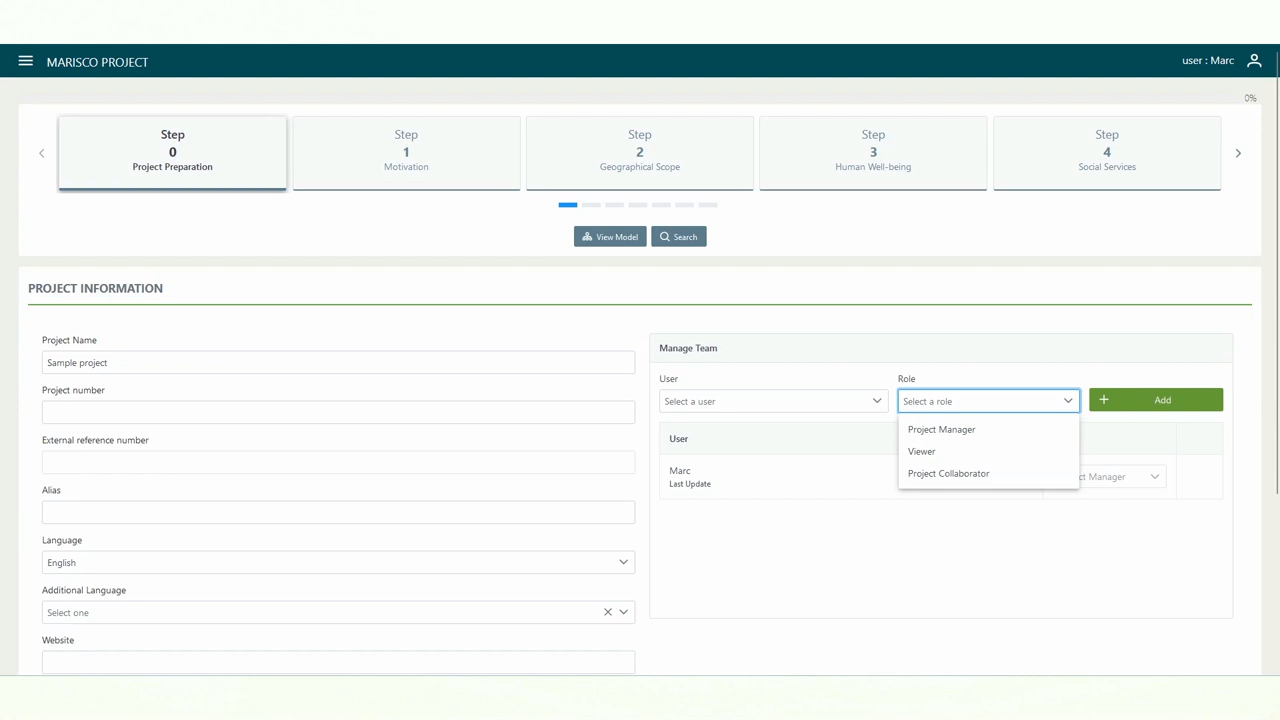 MARISCO PROJECT
user : Marc
0%
Step
0
Project Preparation
Step
1
Motivation
Step
2
Geographical Scope
Step
3
Human Well-being
Step
4
Social Services
View Model
Search
PROJECT INFORMATION
Project Name
Sample project
Project number
External reference number
Alias
Language
English
Additional Language
Select one
Website
Manage Team
User
Role
Select a user
Select a role
Add
Project Manager
Viewer
Project Collaborator
User
Marc
Last Update
ct Manager